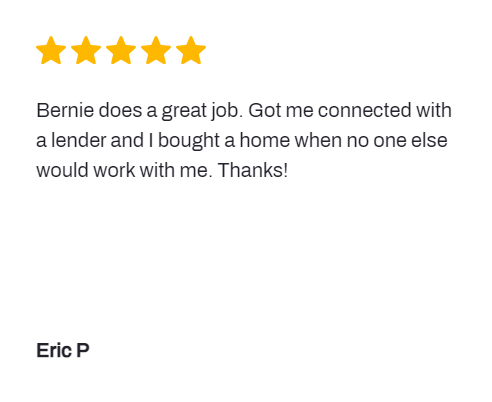 Bernie does a great job. Got me connected with
a lender and I bought a home when no one else
would work with me. Thanks!
Eric P